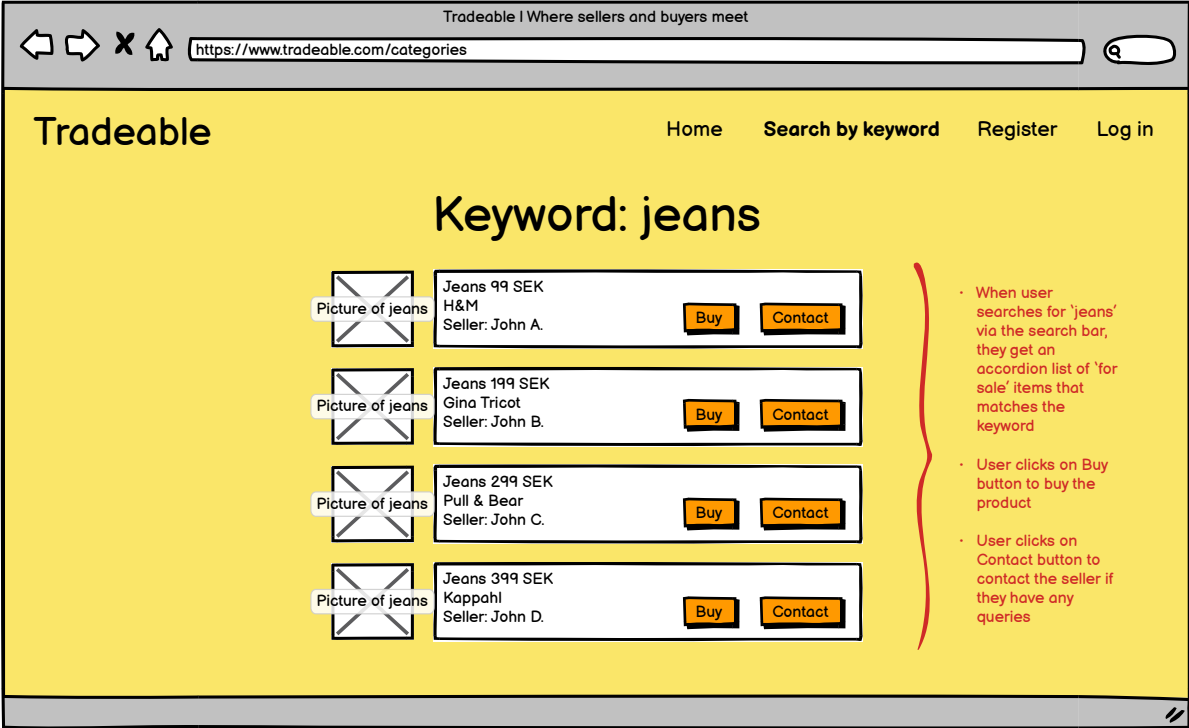 Tradeable | Where sellers and buyers meet
https://www.tradeable.com/categories
Tradeable
Home Search by keyword Register Log in
Keyword: jeans
Picture of jeans
Jeans 99 SEK
H&M
Seller: John A.
Buy Contact
Picture of jeans
Jeans 199 SEK
Gina Tricot
Seller: John B.
Buy Contact
Picture of jeans
Jeans 299 SEK
Pull & Bear
Seller: John C.
Buy Contact
Picture of jeans
Jeans 399 SEK
Kappahl
Seller: John D.
Buy Contact
· When user
searches for ‘jeans’
via the search bar,
they get an
accordion list of ‘for
sale’ items that
matches the
keyword
· User clicks on Buy
button to buy the
product
· User clicks on
Contact button to
contact the seller if
they have any
queries